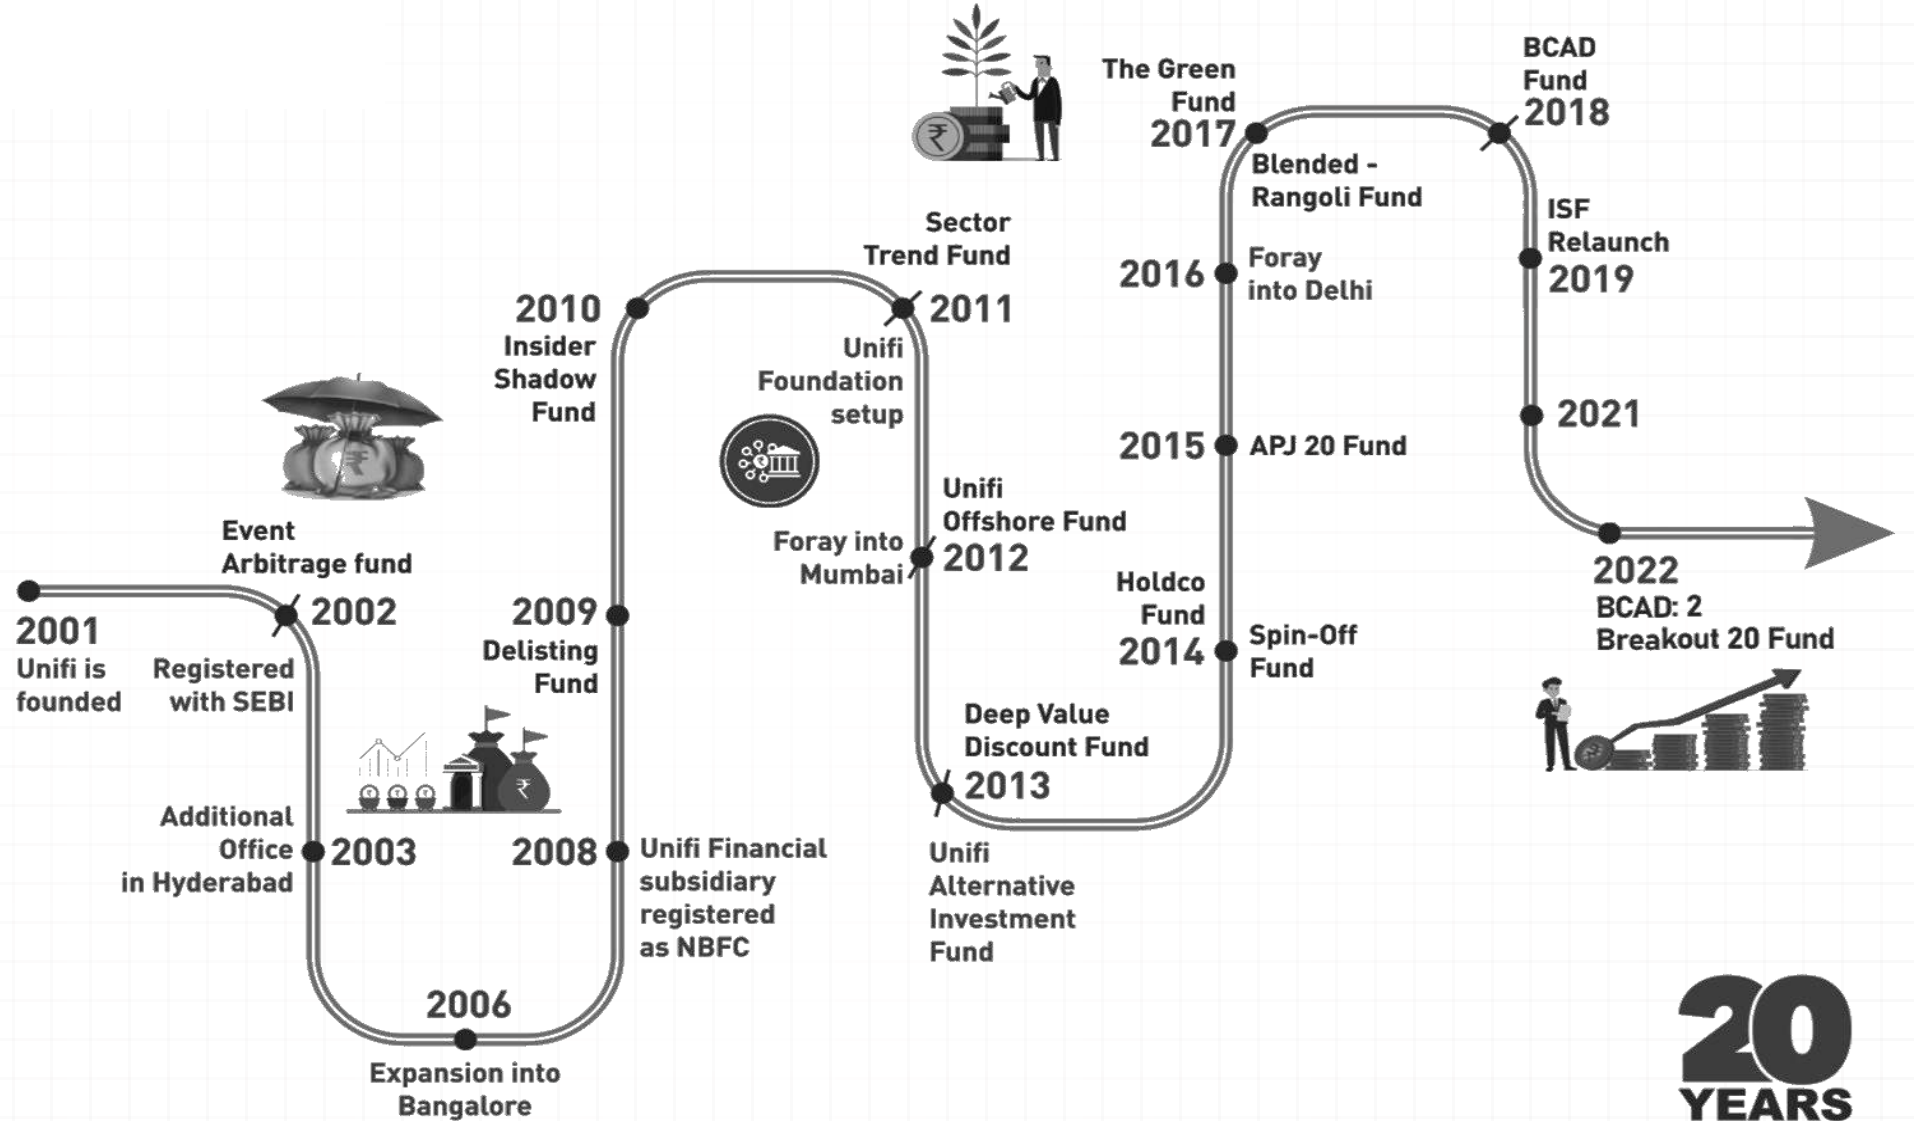 2001
Unifi is
founded
Event
Arbitrage fund
2002
Registered
with SEBI
Additional
Office
in Hyderabad
2003
2006
Expansion into
Bangalore
2008
Unifi Financial
subsidiary
registered
as NBFC
2009
Delisting
Fund
2010
Insider
Shadow
Fund
Sector
Trend Fund
2011
Unifi
Foundation
setup
Unifi
Offshore Fund
2012
Foray into
Mumbai
Deep Value
Discount Fund
2013
Unifi
Alternative
Investment
Fund
Holdco
Fund
2014
Spin-Off
Fund
2015
APJ 20 Fund
2016
Foray
into Delhi
The Green
Fund
2017
Blended -
Rangoli Fund
BCAD
Fund
2018
ISF
Relaunch
2019
2021
2022
BCAD: 2
Breakout 20 Fund
20
YEARS